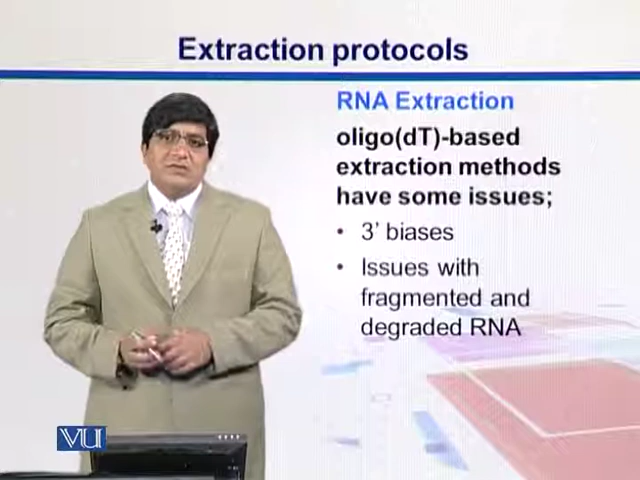 Extraction protocols
RNA Extraction
oligo(dT)-based
extraction methods
have some issues;
• 3’ biases
• Issues with
fragmented and
degraded RNA
VU